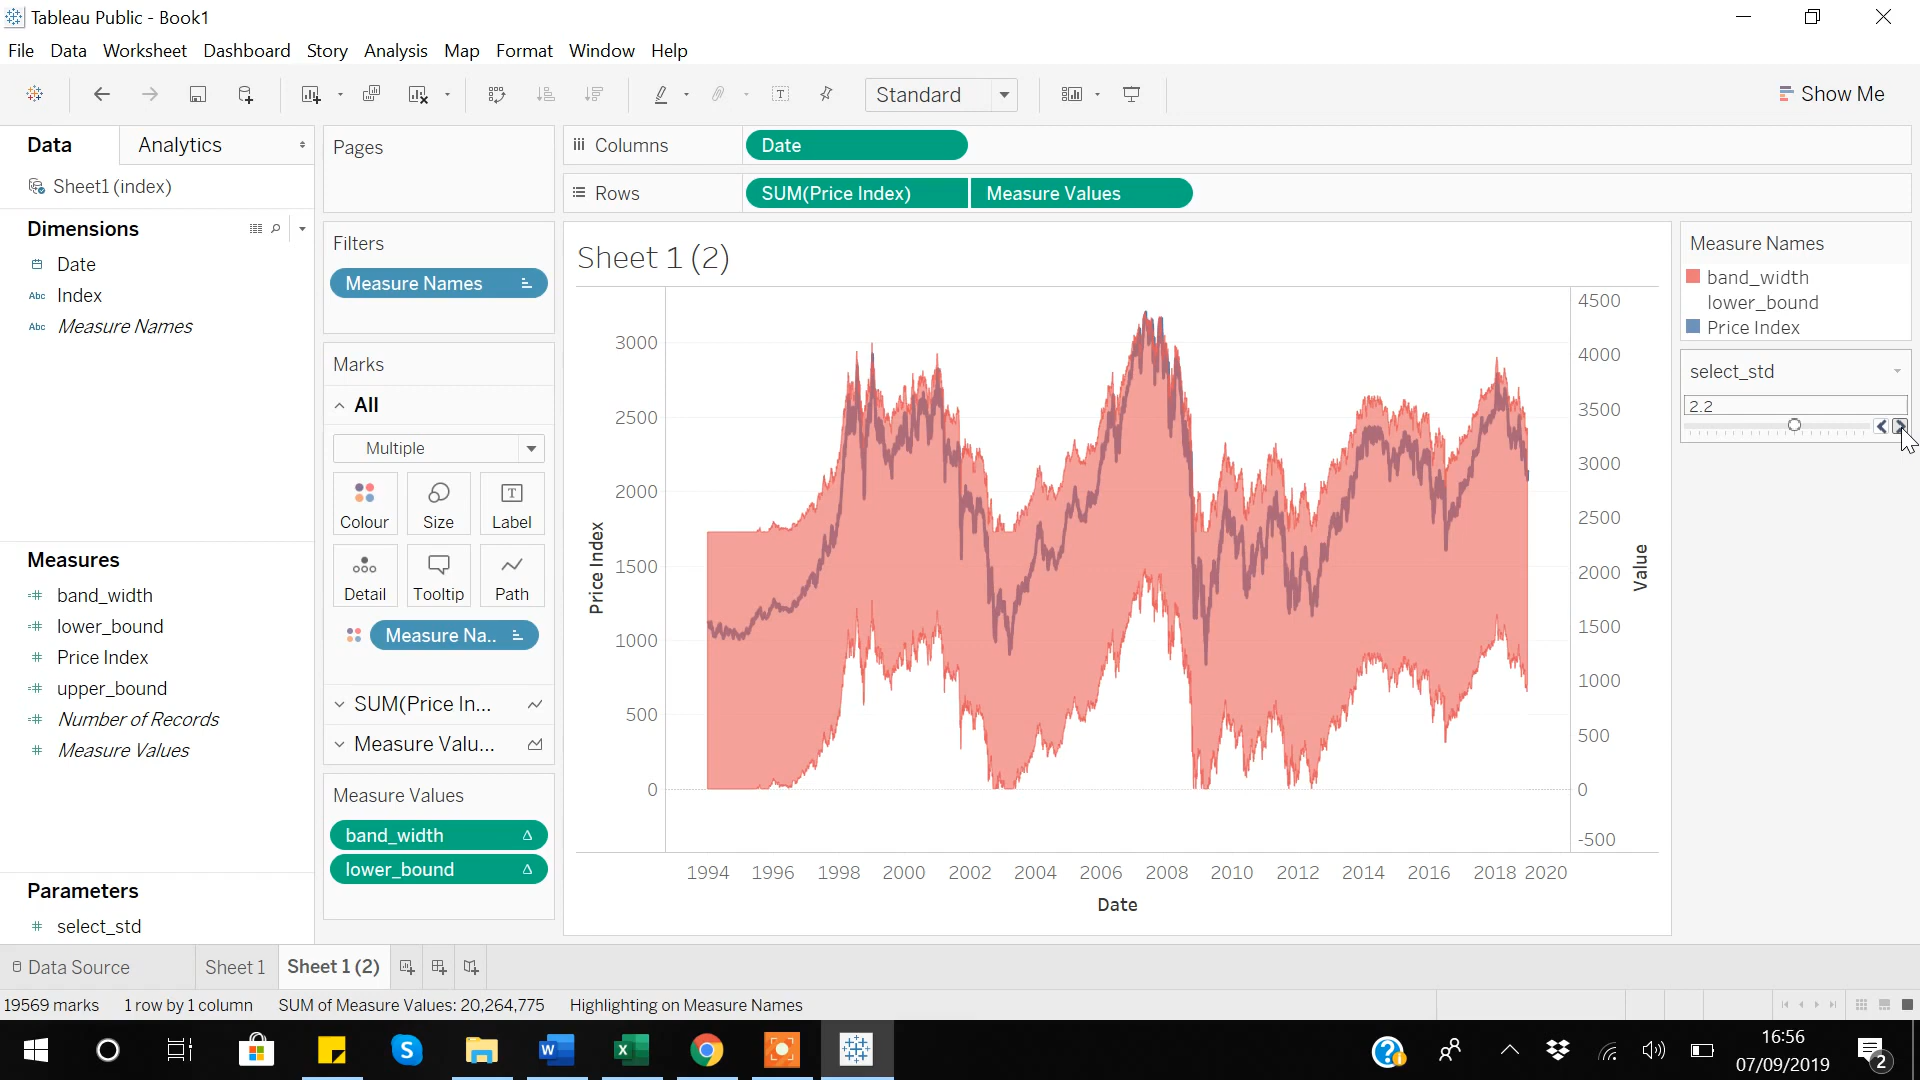 Tableau Public - Book1
File Data Worksheet Dashboard Story Analysis Map Format Window Help
Standard
Show Me
Data
Analytics
Sheet1 (index)
Dimensions
Date
Abc Index
Abc Measure Names
Measures
band_width
lower_bound
Price Index
upper_bound
Number of Records
Measure Values
Parameters
select_std
Pages
Filters
Measure Names
Marks
All
Multiple
Colour Size Label
Detail Tooltip Path
Measure Na..
SUM(Price In...
Measure Valu...
Measure Values
band_width
lower_bound
Columns Date
Rows SUM(Price Index) Measure Values
Sheet 1 (2)
Price Index
3000
2500
2000
1500
1000
500
0
4500
4000
3500
3000
2500
2000
1500
1000
500
0
-500
Value
1994 1996 1998 2000 2002 2004 2006 2008 2010 2012 2014 2016 2018 2020
Date
Measure Names
band_width
lower_bound
Price Index
select_std
2.2
Data Source Sheet 1 Sheet 1 (2)
19569 marks 1 row by 1 column SUM of Measure Values: 20,264,775 Highlighting on Measure Names
16:56
07/09/2019
2